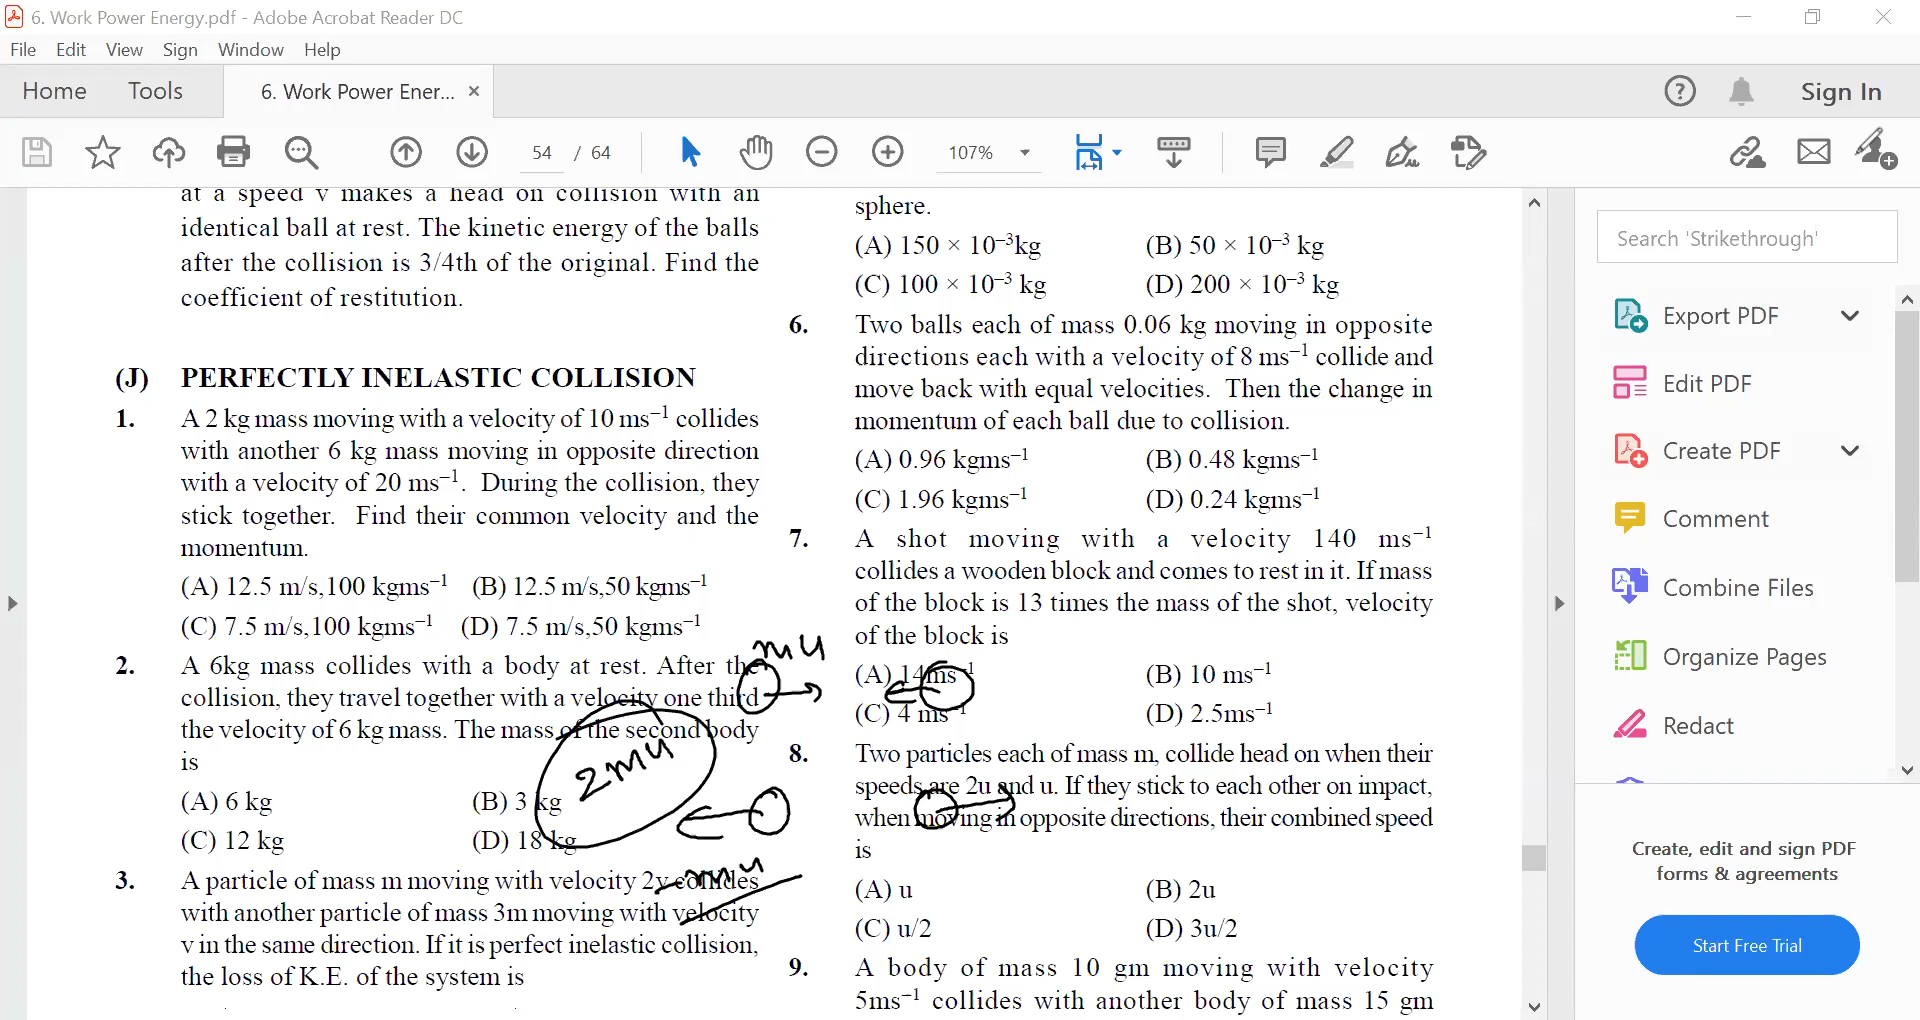 6. Work Power Energy.pdf - Adobe Acrobat Reader DC
File Edit View Sign Window Help
Home Tools 6. Work Power Ener... × Sign In
54 / 64 107%
at a speed v makes a head on collision with an
identical ball at rest. The kinetic energy of the balls
after the collision is 3/4th of the original. Find the
coefficient of restitution.
(J) PERFECTLY INELASTIC COLLISION
1. A 2 kg mass moving with a velocity of 10 ms⁻¹ collides
with another 6 kg mass moving in opposite direction
with a velocity of 20 ms⁻¹. During the collision, they
stick together. Find their common velocity and the
momentum.
(A) 12.5 m/s,100 kgms⁻¹ (B) 12.5 m/s,50 kgms⁻¹
(C) 7.5 m/s,100 kgms⁻¹ (D) 7.5 m/s,50 kgms⁻¹
2. A 6kg mass collides with a body at rest. After the
collision, they travel together with a velocity one third
the velocity of 6 kg mass. The mass of the second body
is
(A) 6 kg (B) 3 kg
(C) 12 kg (D) 18 kg
3. A particle of mass m moving with velocity 2v collides
with another particle of mass 3m moving with velocity
v in the same direction. If it is perfect inelastic collision,
the loss of K.E. of the system is
mu
2mu
-mu
sphere.
(A) 150 × 10⁻³kg (B) 50 × 10⁻³ kg
(C) 100 × 10⁻³ kg (D) 200 × 10⁻³ kg
6. Two balls each of mass 0.06 kg moving in opposite
directions each with a velocity of 8 ms⁻¹ collide and
move back with equal velocities. Then the change in
momentum of each ball due to collision.
(A) 0.96 kgms⁻¹ (B) 0.48 kgms⁻¹
(C) 1.96 kgms⁻¹ (D) 0.24 kgms⁻¹
7. A shot moving with a velocity 140 ms⁻¹
collides a wooden block and comes to rest in it. If mass
of the block is 13 times the mass of the shot, velocity
of the block is
(A) 14ms⁻¹ (B) 10 ms⁻¹
(C) 4 ms⁻¹ (D) 2.5ms⁻¹
8. Two particles each of mass m, collide head on when their
speeds are 2u and u. If they stick to each other on impact,
when moving in opposite directions, their combined speed
is
(A) u (B) 2u
(C) u/2 (D) 3u/2
9. A body of mass 10 gm moving with velocity
5ms⁻¹ collides with another body of mass 15 gm
Search 'Strikethrough'
Export PDF
Edit PDF
Create PDF
Comment
Combine Files
Organize Pages
Redact
Create, edit and sign PDF
forms & agreements
Start Free Trial